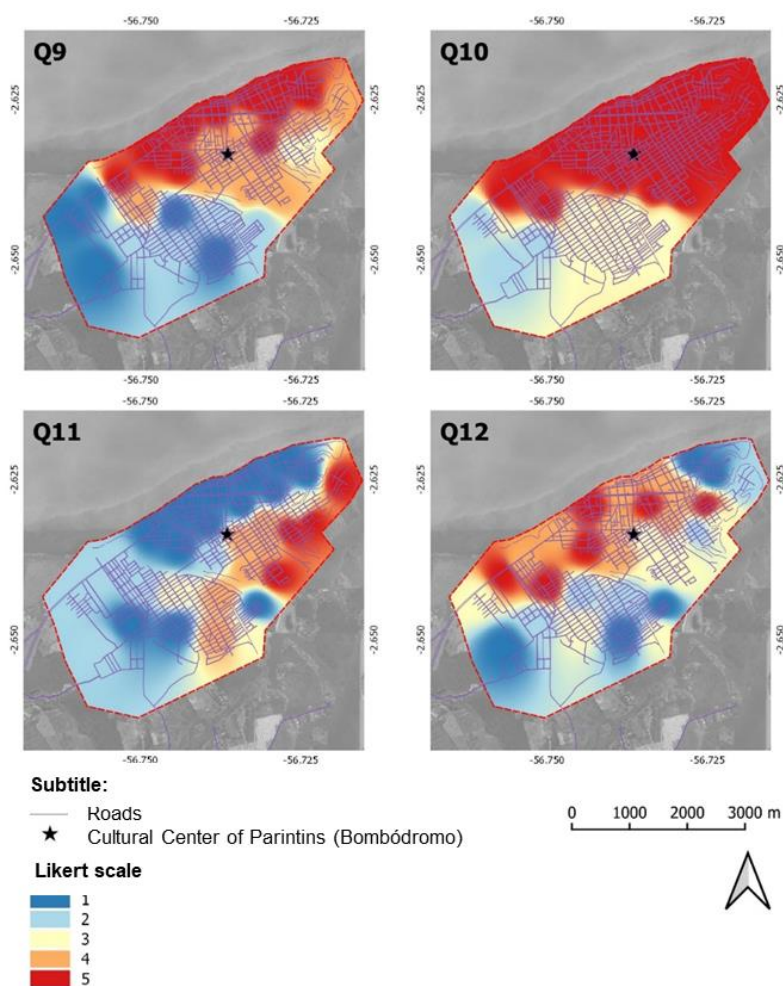 -56.750 -56.725 -56.750 -56.725
Q9 Q10
-2.625 -2.625 -2.625
-2.650 -2.650 -2.650
-56.750 -56.725 -56.750 -56.725
-56.750 -56.725 -56.750 -56.725
Q11 Q12
-2.625 -2.625 -2.625
-2.650 -2.650 -2.650
-56.750 -56.725 -56.750 -56.725
Subtitle:
Roads
Cultural Center of Parintins (Bombódromo)
0 1000 2000 3000 m
Likert scale
1
2
3
4
5